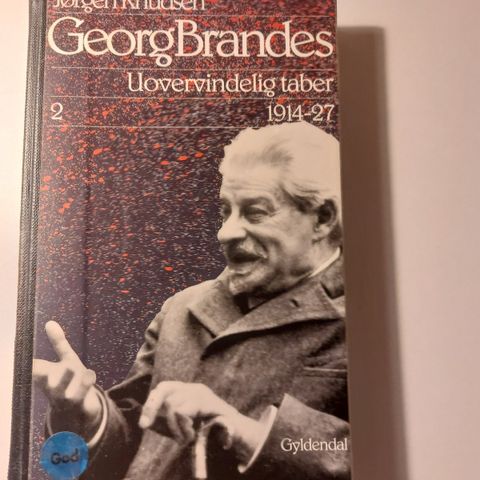 Jørgen Knudsen
Georg Brandes
Uovervindelig taber
2 1914-27
Gyldendal
God